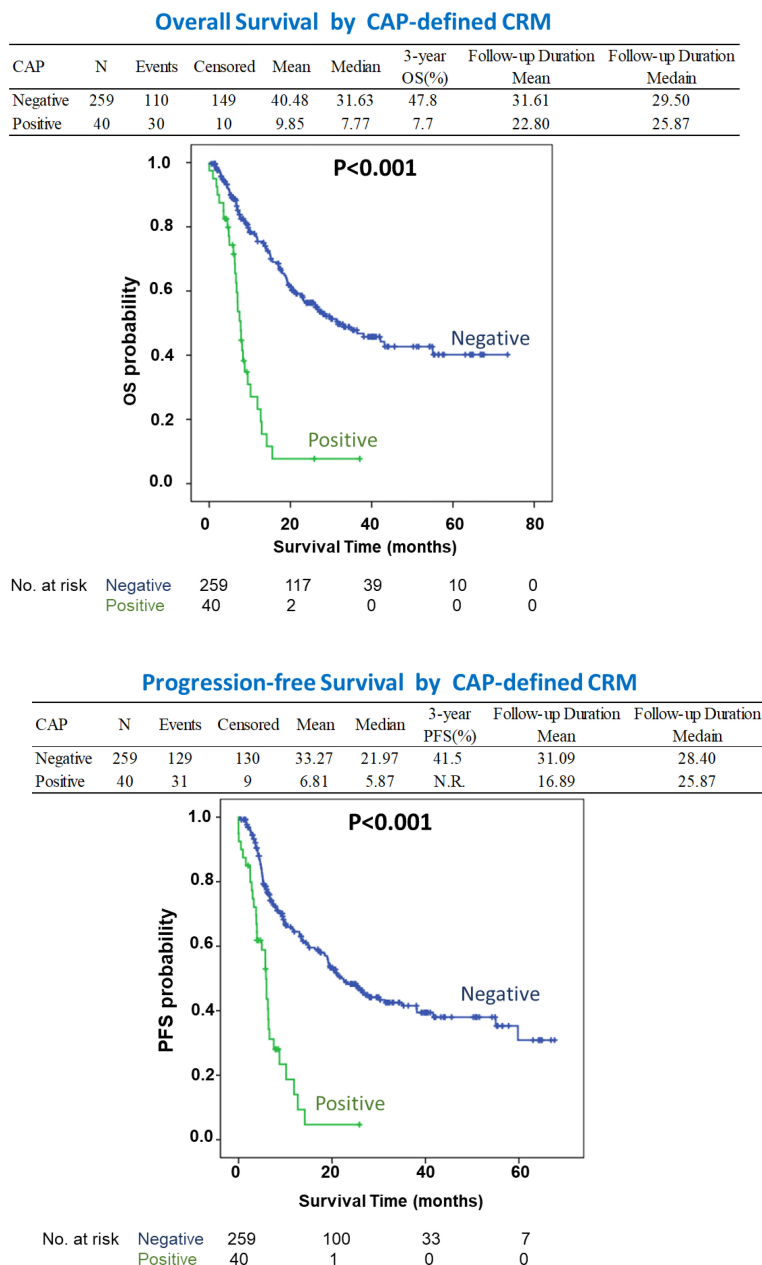 Overall Survival by CAP-defined CRM
CAP N Events Censored Mean Median 3-year OS(%) Follow-up Duration Mean Follow-up Duration Medain
Negative 259 110 149 40.48 31.63 47.8 31.61 29.50
Positive 40 30 10 9.85 7.77 7.7 22.80 25.87
P<0.001
1.0
0.8
0.6
0.4
0.2
0.0
OS probability
Negative
Positive
0 20 40 60 80
Survival Time (months)
No. at risk Negative 259 117 39 10 0
Positive 40 2 0 0 0
Progression-free Survival by CAP-defined CRM
CAP N Events Censored Mean Median 3-year PFS(%) Follow-up Duration Mean Follow-up Duration Medain
Negative 259 129 130 33.27 21.97 41.5 31.09 28.40
Positive 40 31 9 6.81 5.87 N.R. 16.89 25.87
P<0.001
1.0
0.8
0.6
0.4
0.2
0.0
PFS probability
Negative
Positive
0 20 40 60
Survival Time (months)
No. at risk Negative 259 100 33 7
Positive 40 1 0 0